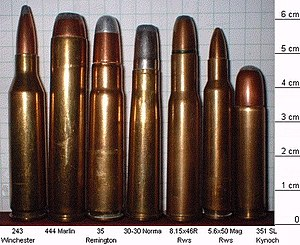 6 cm
5 cm
4 cm
3 cm
2 cm
1 cm
cm
243 Winchester
444 Marlin
35 Remington
30-30 Norma
8.15x46R Rws
5.6x50 Mag Rws
351 SL Kynoch